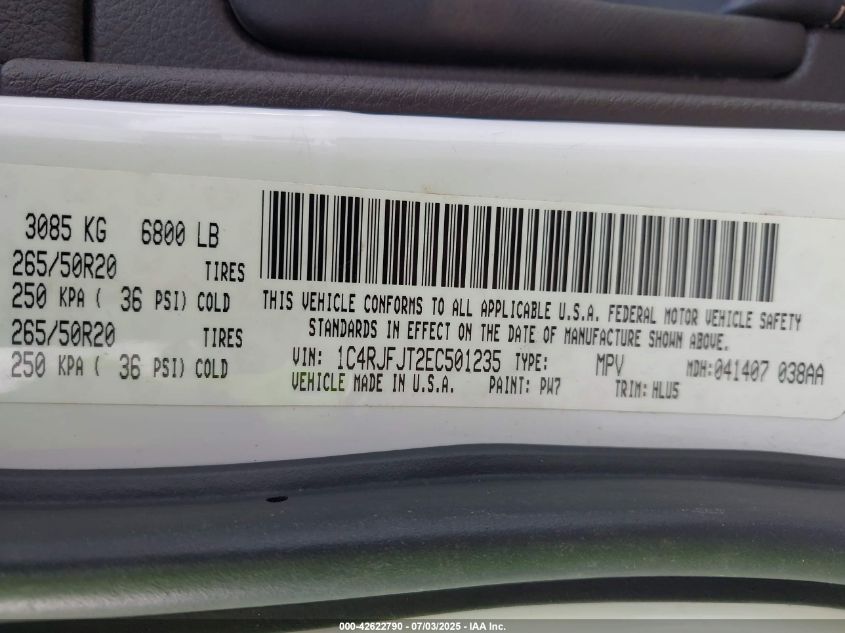 3085 KG 6800 LB
265/50R20 TIRES
250 KPA ( 36 PSI) COLD
265/50R20 TIRES
250 KPA ( 36 PSI) COLD
THIS VEHICLE CONFORMS TO ALL APPLICABLE U.S.A. FEDERAL MOTOR VEHICLE SAFETY
STANDARDS IN EFFECT ON THE DATE OF MANUFACTURE SHOWN ABOVE.
VIN: 1C4RJFJT2EC501235 TYPE: MPV MDH:041407 038AA
VEHICLE MADE IN U.S.A. PAINT: PW7 TRIM: HLU5
000-42622790 - 07/03/2025 - IAA Inc.